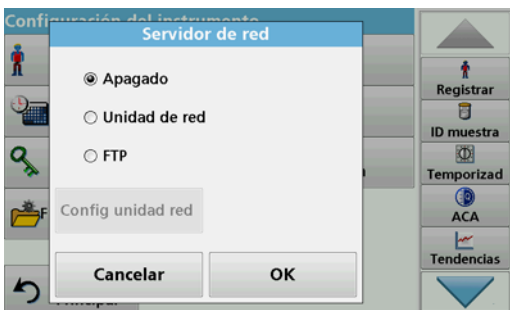 Configuración del instrumento
Servidor de red
Apagado
Unidad de red
FTP
Config unidad red
Cancelar
OK
Principal
Registrar
ID muestra
Temporizad
ACA
Tendencias